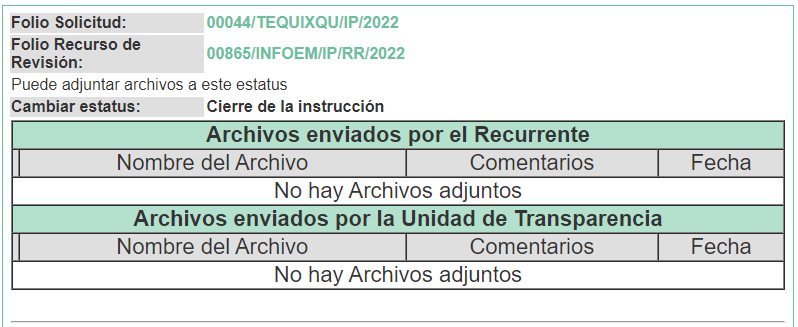 Folio Solicitud: 00044/TEQUIXQU/IP/2022
Folio Recurso de Revisión: 00865/INFOEM/IP/RR/2022
Puede adjuntar archivos a este estatus
Cambiar estatus: Cierre de la instrucción
Archivos enviados por el Recurrente
Nombre del Archivo Comentarios Fecha
No hay Archivos adjuntos
Archivos enviados por la Unidad de Transparencia
Nombre del Archivo Comentarios Fecha
No hay Archivos adjuntos